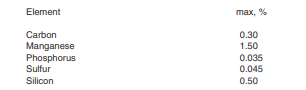 Element max, %
Carbon 0.30
Manganese 1.50
Phosphorus 0.035
Sulfur 0.045
Silicon 0.50